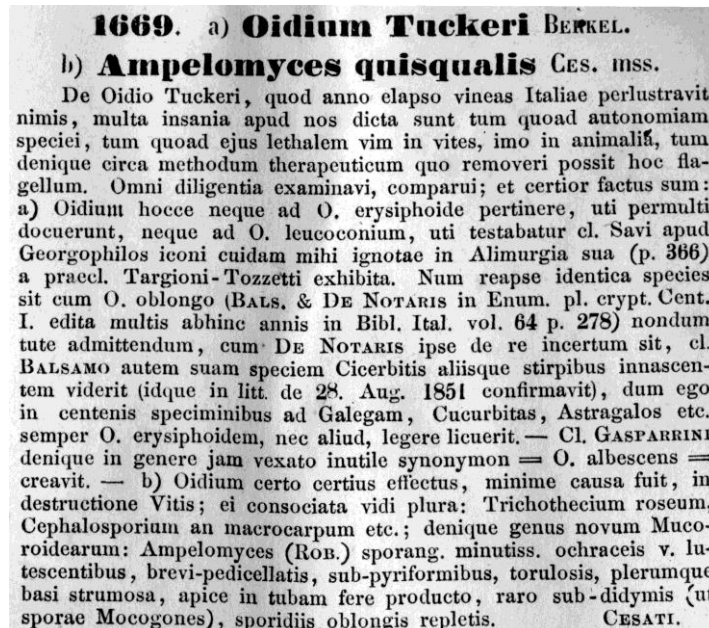 1669. a) Oidium Tuckeri BERKEL.
b) Ampelomyces quisqualis CES. mss.
De Oidio Tuckeri, quod anno elapso vineas Italiae perlustravit
nimis, multa insania apud nos dicta sunt tum quoad autonomiam
speciei, tum quoad ejus lethalem vim in vites, imo in animalia, tum
denique circa methodum therapeuticum quo removeri possit hoc fla-
gellum. Omni diligentia examinavi, comparui; et certior factus sum:
a) Oidium hocce neque ad O. erysiphoide pertinere, uti permulti
docuerunt, neque ad O. leucoconium, uti testabatur cl. Savi apud
Georgophilos iconi cuidam mihi ignotae in Alimurgia sua (p. 366)
a praecl. Targioni-Tozzetti exhibita. Num reapse identica species
sit cum O. oblongo (BALS. & DE NOTARIS in Enum. pl. crypt. Cent.
I. edita multis abhinc annis in Bibl. Ital. vol. 64 p. 278) nondum
tute admittendum, cum DE NOTARIS ipse de re incertum sit, cl.
BALSAMO autem suam speciem Cicerbitis aliisque stirpibus innascen-
tem viderit (idque in litt. de 28. Aug. 1851 confirmavit), dum ego
in centenis speciminibus ad Galegam, Cucurbitas, Astragalos etc.
semper O. erysiphoidem, nec aliud, legere licuerit. — Cl. GASPARRINI
denique in genere jam vexato inutile synonymon = O. albescens =
creavit. — b) Oidium certo certius effectus, minime causa fuit, in
destructione Vitis; ei consociata vidi plura: Trichothecium roseum,
Cephalosporium an macrocarpum etc.; denique genus novum Muco-
roidearum: Ampelomyces (ROB.) sporang. minutiss. ochraceis v. lu-
tescentibus, brevi-pedicellatis, sub-pyriformibus, torulosis, plerumque
basi strumosa, apice in tubam fere producto, raro sub-didymis (ut
sporae Mocogones), sporidiis oblongis repletis. CESATI.